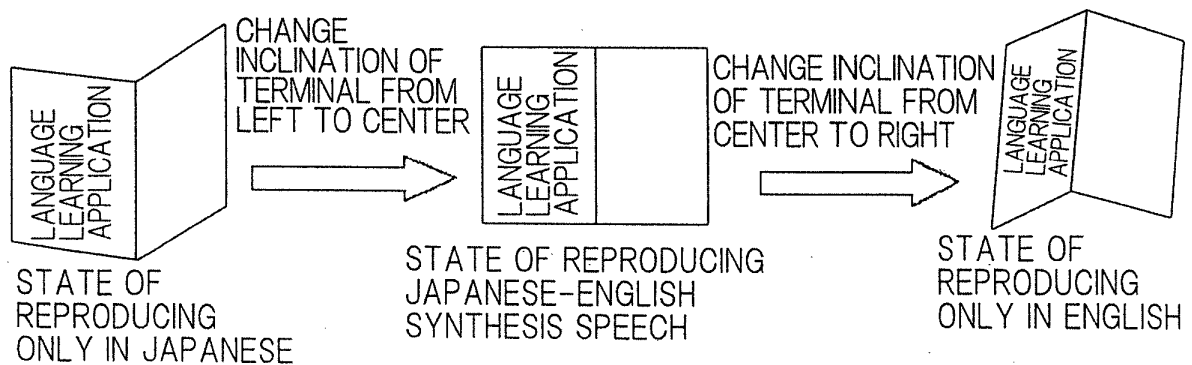 LANGUAGE
LEARNING
APPLICATION
STATE OF
REPRODUCING
ONLY IN JAPANESE
CHANGE
INCLINATION OF
TERMINAL FROM
LEFT TO CENTER
LANGUAGE
LEARNING
APPLICATION
STATE OF REPRODUCING
JAPANESE-ENGLISH
SYNTHESIS SPEECH
CHANGE INCLINATION
OF TERMINAL FROM
CENTER TO RIGHT
LANGUAGE
LEARNING
APPLICATION
STATE OF
REPRODUCING
ONLY IN ENGLISH